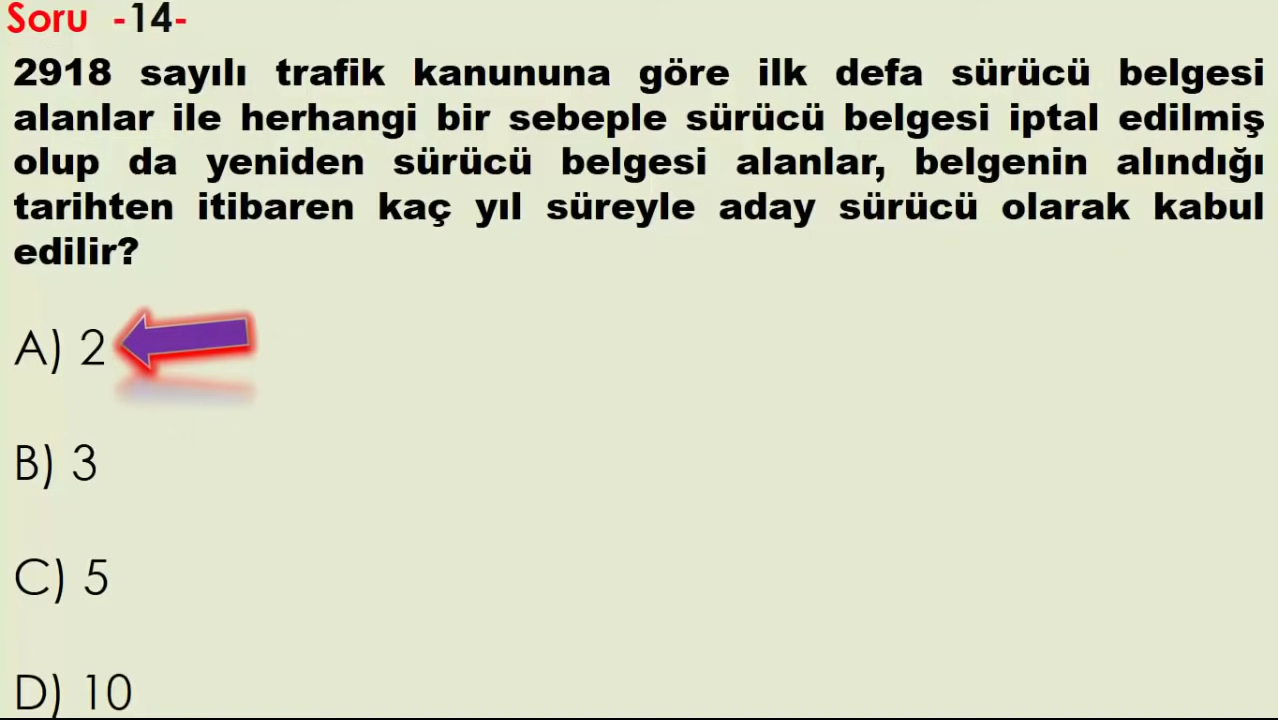 Soru -14-
2918 sayılı trafik kanununa göre ilk defa sürücü belgesi
alanlar ile herhangi bir sebeple sürücü belgesi iptal edilmiş
olup da yeniden sürücü belgesi alanlar, belgenin alındığı
tarihten itibaren kaç yıl süreyle aday sürücü olarak kabul
edilir?
A) 2
B) 3
C) 5
D) 10